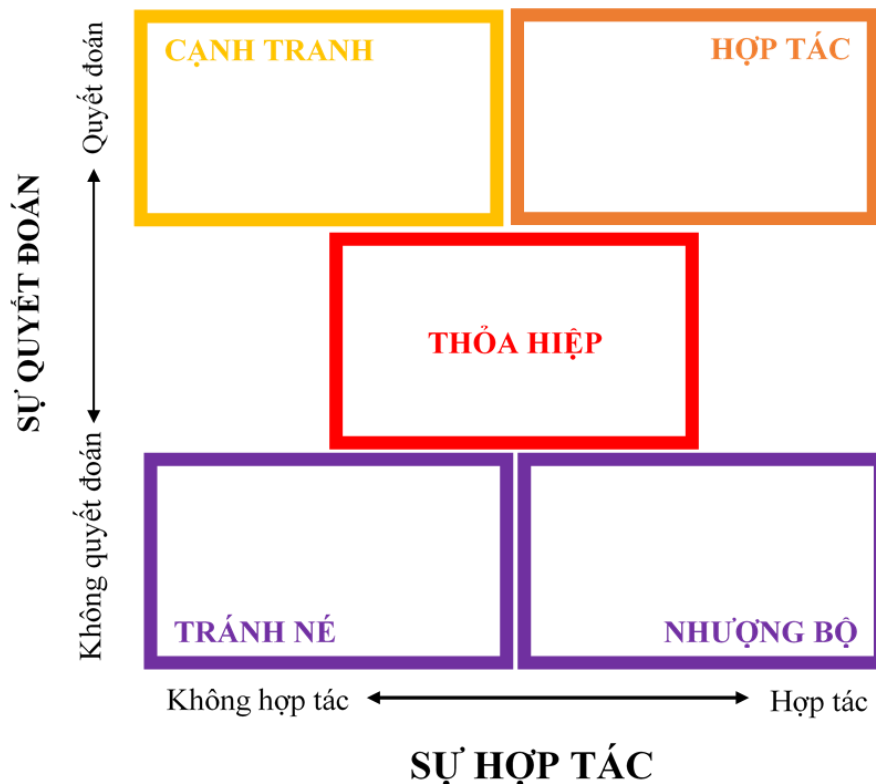 CẠNH TRANH
HỢP TÁC
Quyết đoán
SỰ QUYẾT ĐOÁN
THỎA HIỆP
Không quyết đoán
TRÁNH NÉ
NHƯỢNG BỘ
Không hợp tác
Hợp tác
SỰ HỢP TÁC